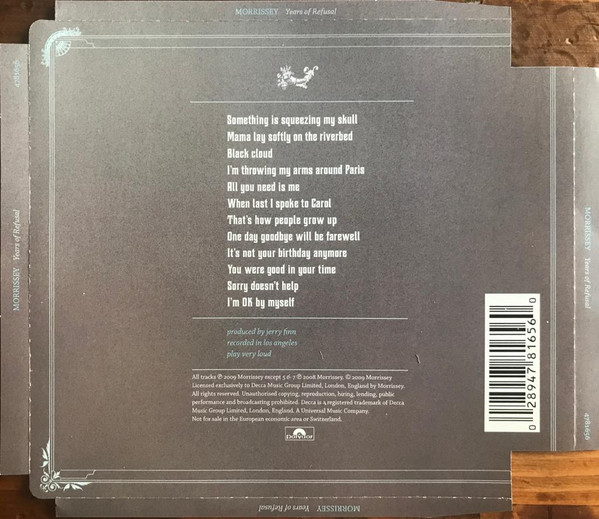 MORRISSEY Years of Refusal
4781656
MORRISSEY Years of Refusal
Something is squeezing my skull
Mama lay softly on the riverbed
Black cloud
I'm throwing my arms around Paris
All you need is me
When last I spoke to Carol
That's how people grow up
One day goodbye will be farewell
It's not your birthday anymore
You were good in your time
Sorry doesn't help
I'm OK by myself
produced by jerry finn
recorded in los angeles
play very loud
All tracks ℗ 2009 Morrissey except 5 6 7 ℗ 2008 Morrissey. © 2009 Morrissey
Licensed exclusively to Decca Music Group Limited, London, England by Morrissey.
All rights reserved. Unauthorised copying, reproduction, hiring, lending, public
performance and broadcasting prohibited. Decca is a registered trademark of Decca
Music Group Limited, London, England. A Universal Music Company.
Not for sale in the European economic area or Switzerland.
polydor
0 28947 81656 0
MORRISSEY Years of Refusal
4781656
MORRISSEY Years of Refusal